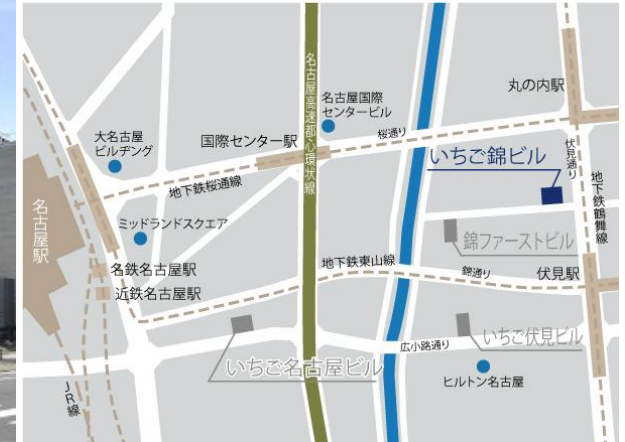 丸の内駅
名古屋高速都心環状線
名古屋国際
センタービル
大名古屋
ビルヂング
国際センター駅
桜通り
伏見通り
いちご錦ビル
地下鉄桜通線
地下鉄鶴舞線
名古屋駅
ミッドランドスクエア
錦ファーストビル
名鉄名古屋駅
地下鉄東山線
錦通り
伏見駅
近鉄名古屋駅
いちご伏見ビル
広小路通り
いちご名古屋ビル
ヒルトン名古屋
JR線